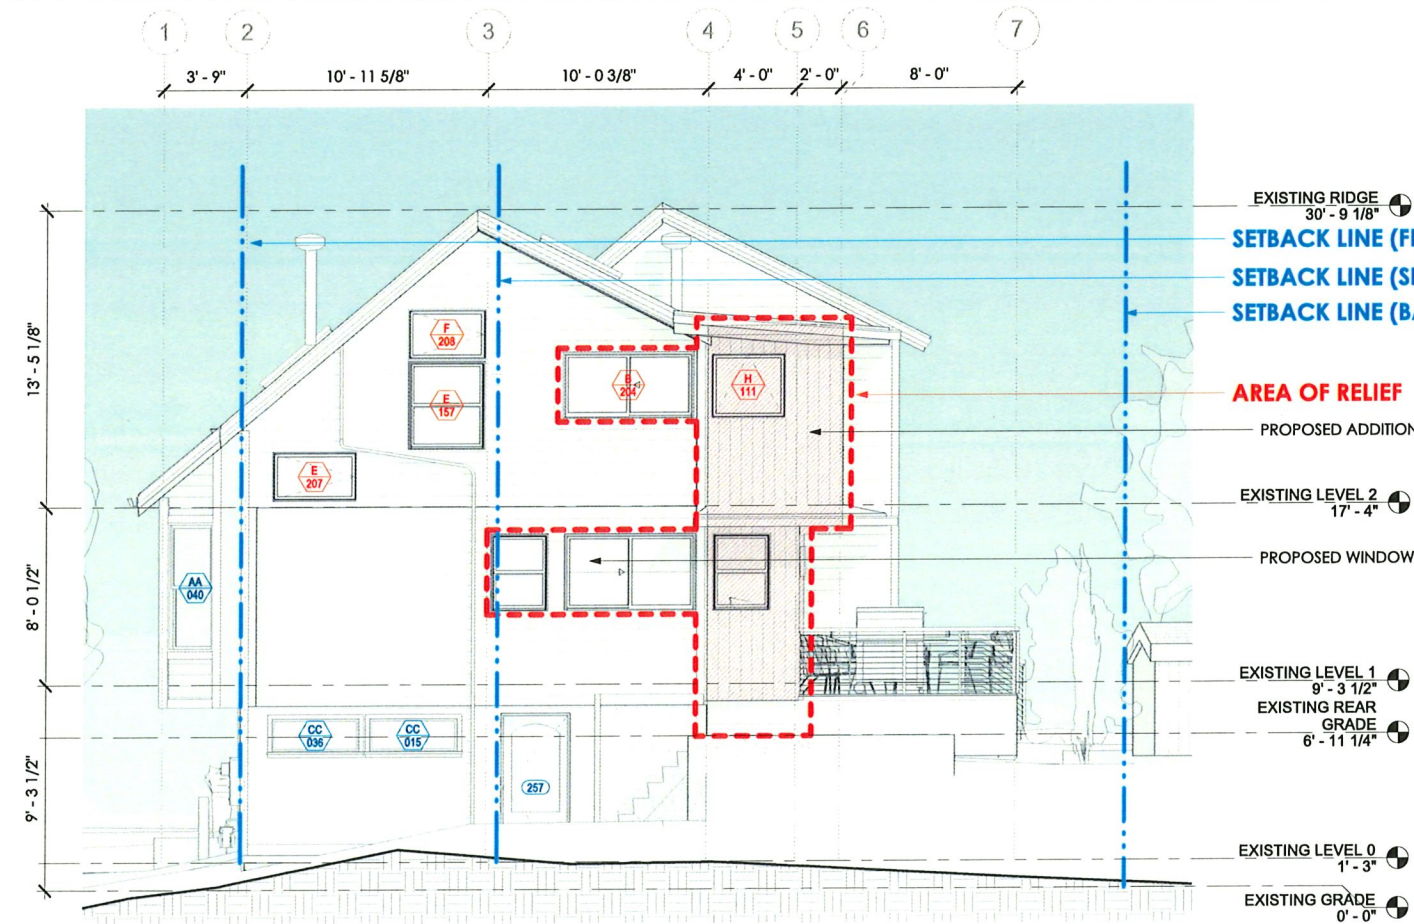 1 2 3 4 5 6 7
3' - 9" 10' - 11 5/8" 10' - 0 3/8" 4' - 0" 2' - 0" 8' - 0"
EXISTING RIDGE
30' - 9 1/8"
SETBACK LINE (F
SETBACK LINE (S
SETBACK LINE (B
13' - 5 1/8"
F
208
E
157
B
204
H
111
AREA OF RELIEF
PROPOSED ADDITION
E
207
EXISTING LEVEL 2
17' - 4"
PROPOSED WINDOW
8' - 0 1/2"
AA
040
EXISTING LEVEL 1
9' - 3 1/2"
EXISTING REAR
GRADE
6' - 11 1/4"
CC
036
CC
015
257
9' - 3 1/2"
EXISTING LEVEL 0
1' - 3"
EXISTING GRADE
0' - 0"